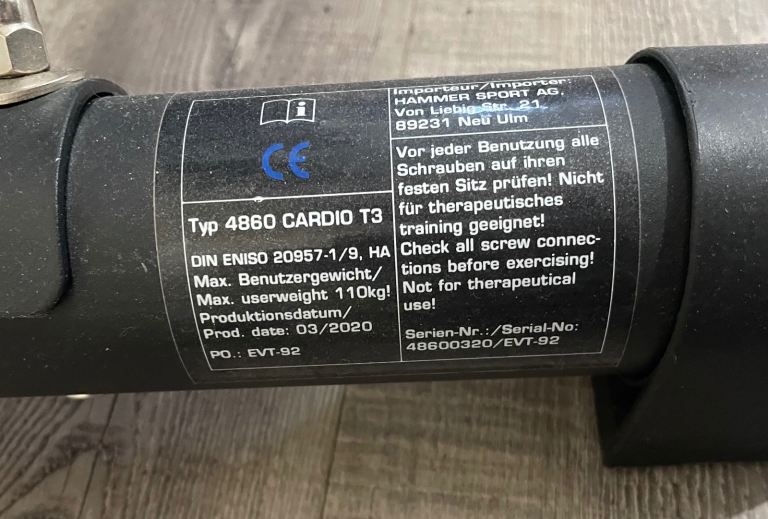 i
CE
Typ 4860 CARDIO T3
DIN ENISO 20957-1/9, HA
Max. Benutzergewicht/
Max. userweight 110kg!
Produktionsdatum/
Prod. date: 03/2020
PO.: EVT-92
Importeur/Importer:
HAMMER SPORT AG,
Von Liebig Str. 21,
89231 Neu Ulm
Vor jeder Benutzung alle
Schrauben auf ihren
festen Sitz prüfen! Nicht
für therapeutisches
training geeignet!
Check all screw connec-
tions before exercising!
Not for therapeutical
use!
Serien-Nr.:/Serial-No:
48600320/EVT-92